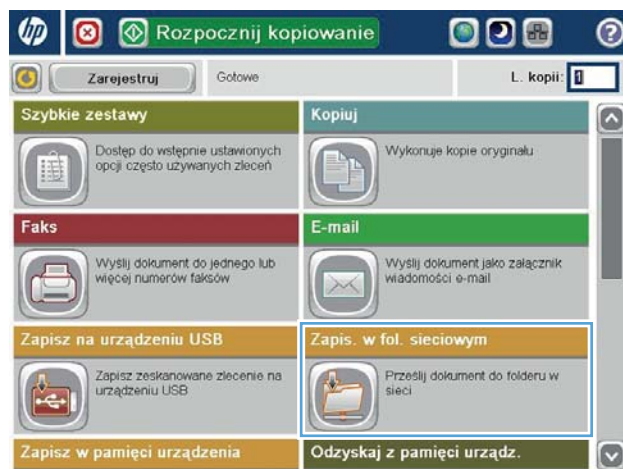 hp
Rozpocznij kopiowanie
?
Zarejestruj
Gotowe
L. kopii: 1
Szybkie zestawy
Dostęp do wstępnie ustawionych
opcji często używanych zleceń
Kopiuj
Wykonuje kopie oryginału
Faks
Wyślij dokument do jednego lub
więcej numerów faksów
E-mail
Wyślij dokument jako załącznik
wiadomości e-mail
Zapisz na urządzeniu USB
Zapisz zeskanowane zlecenie na
urządzeniu USB
Zapis. w fol. sieciowym
Prześlij dokument do folderu w
sieci
Zapisz w pamięci urządzenia
Odzyskaj z pamięci urządz.